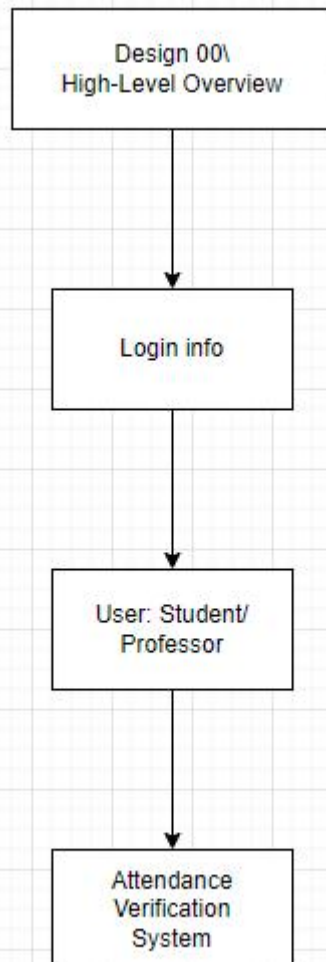 Design 00\
High-Level Overview
Login info
User: Student/
Professor
Attendance
Verification
System